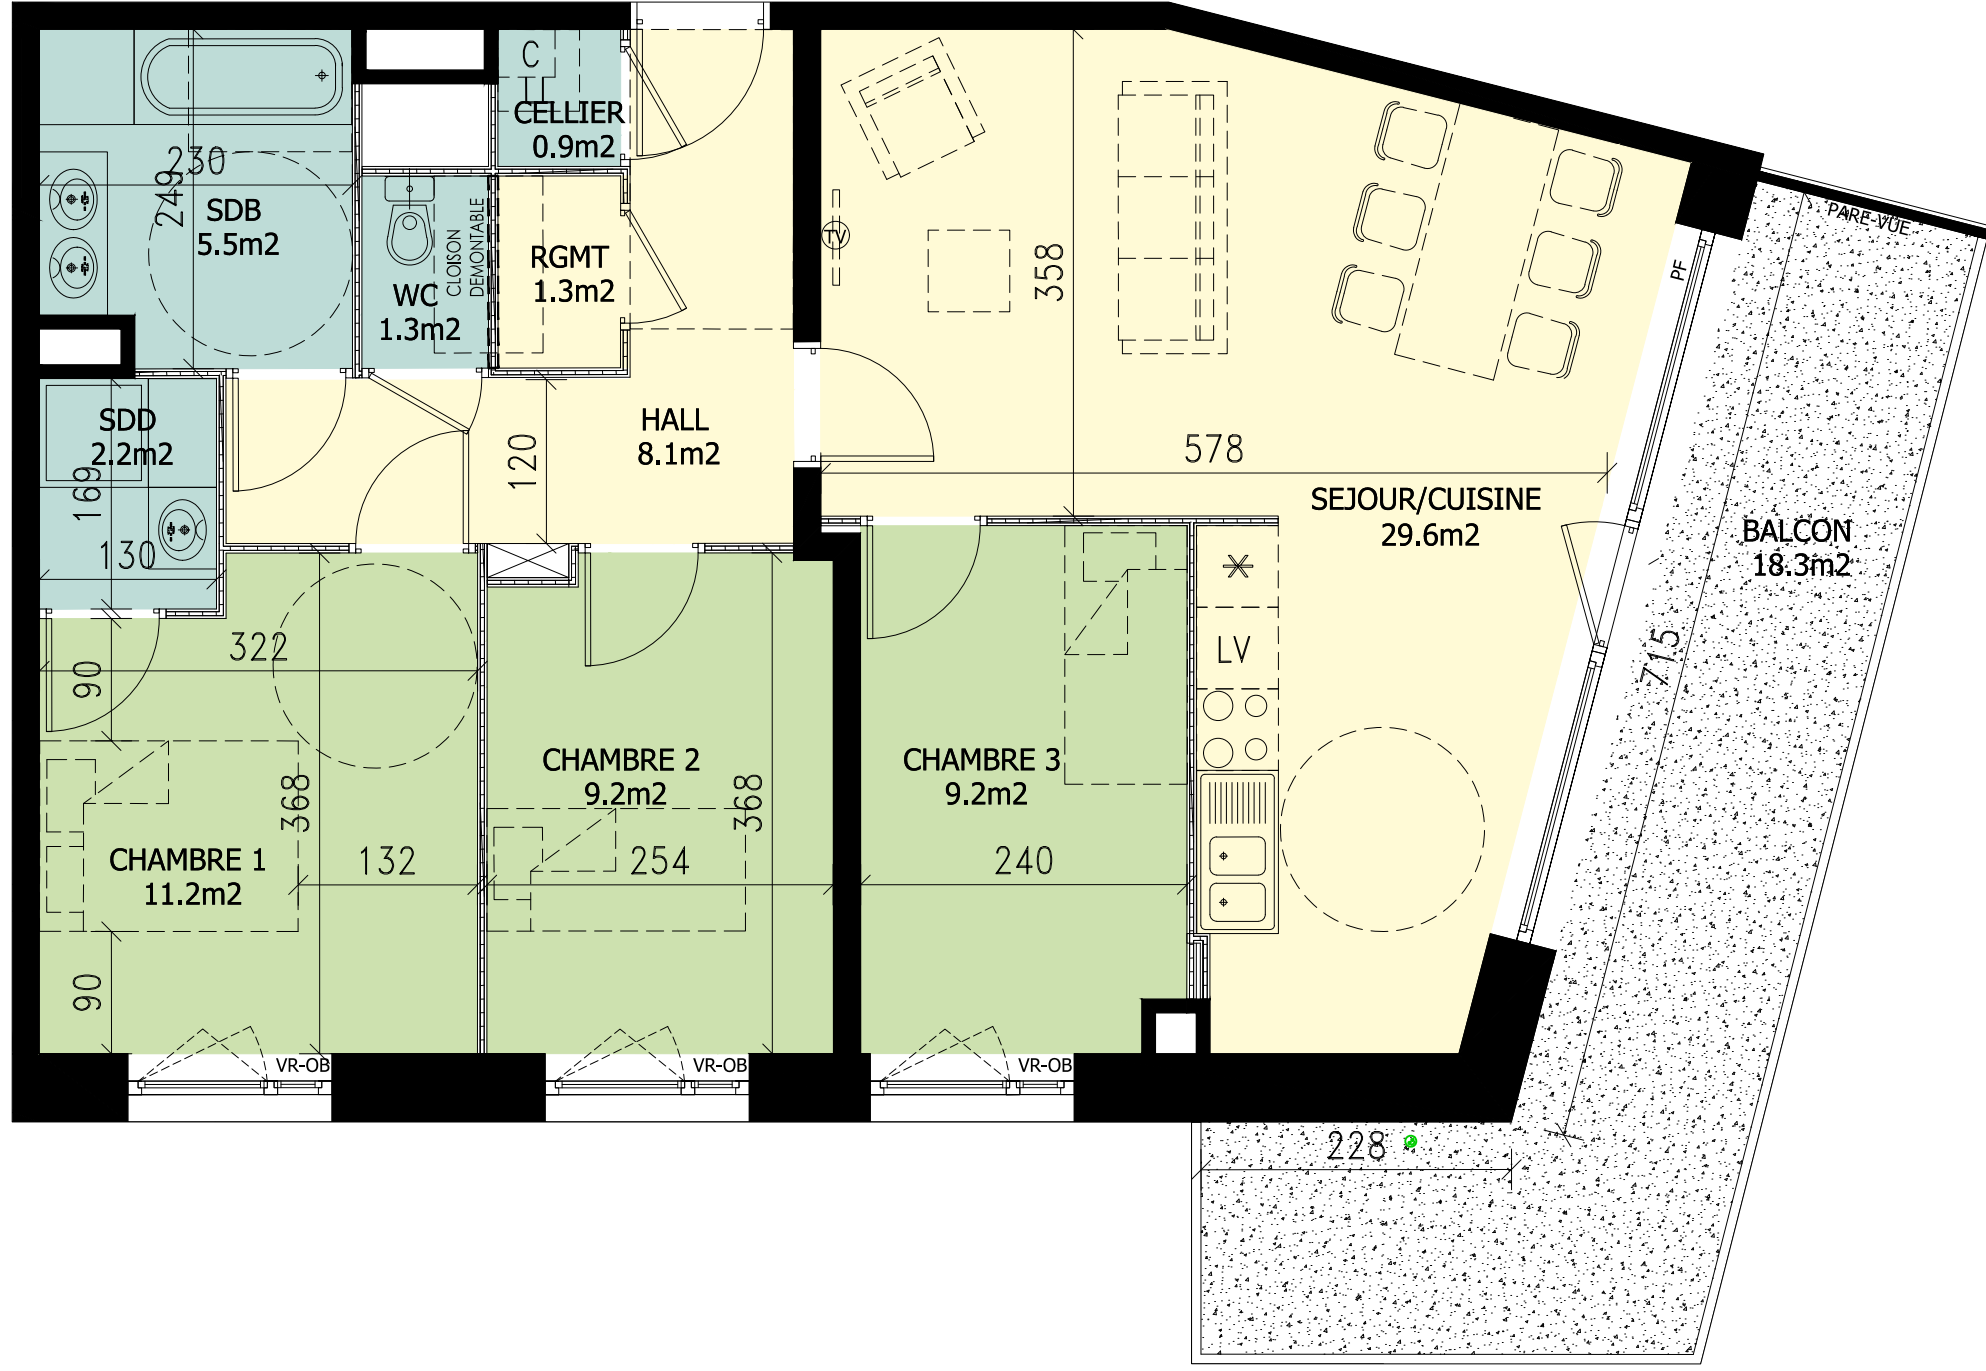 C
LL
CELLIER
0.9m2
230
249
SDB
5.5m2
WC
1.3m2
CLOISON
DEMONTABLE
RGMT
1.3m2
TV
358
PARE-VUE
PF
SDD
2.2m2
169
130
120
HALL
8.1m2
578
SEJOUR/CUISINE
29.6m2
BALCON
18.3m2
715
LV
322
90
368
CHAMBRE 1
11.2m2
132
90
CHAMBRE 2
9.2m2
368
254
CHAMBRE 3
9.2m2
240
VR-OB
VR-OB
VR-OB
228